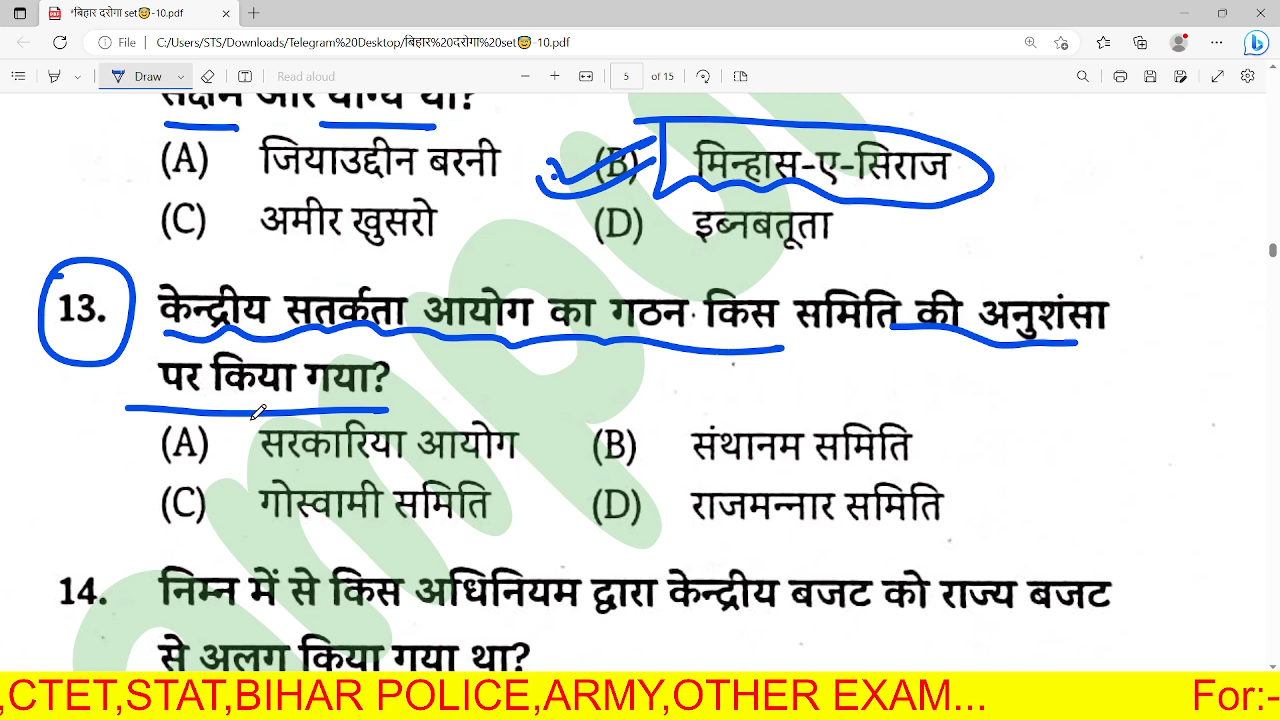 *बिहार दरोगा set😅-10.pdf
File C:/Users/STS/Downloads/Telegram%20Desktop/बिहार%20दरोगा%20set😅-10.pdf
Draw Read aloud 5 of 15
सक्षम और योग्य था?
(A) जियाउद्दीन बरनी (B) मिन्हास-ए-सिराज
(C) अमीर खुसरो (D) इब्नबतूता
13. केन्द्रीय सतर्कता आयोग का गठन किस समिति की अनुशंसा
पर किया गया?
(A) सरकारिया आयोग (B) संथानम समिति
(C) गोस्वामी समिति (D) राजमन्नार समिति
14. निम्न में से किस अधिनियम द्वारा केन्द्रीय बजट को राज्य बजट
से अलग किया गया था?
,CTET,STAT,BIHAR POLICE,ARMY,OTHER EXAM... For:-